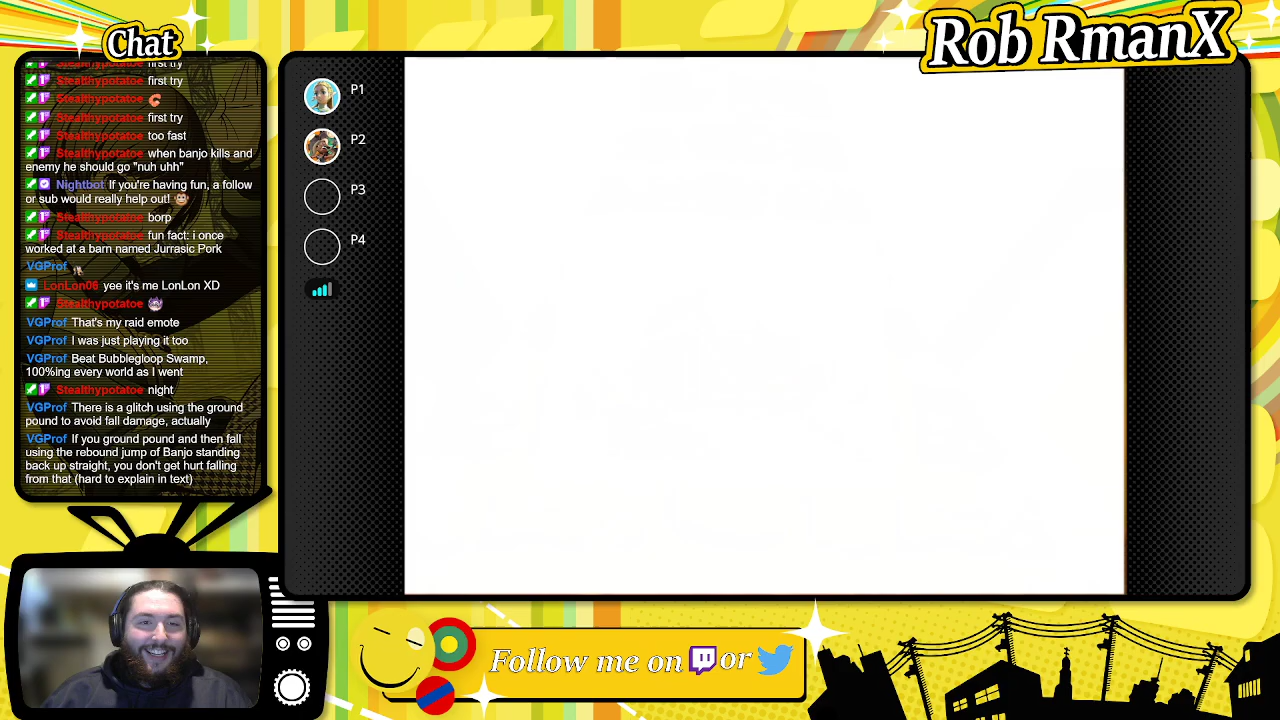 Chat
Rob RmanX
Stealthypotatoe first try
Stealthypotatoe first try
Stealthypotatoe
Stealthypotatoe first try
Stealthypotatoe too fast
Stealthypotatoe when banjo kills and
enemy he should go "nuh uhh"
Nightbot If you're having fun, a follow
or sub would really help out!
Stealthypotatoe borp
Stealthypotatoe fun fact: i once
worked at a barn named Jurrasic Pork
VGProf
LonLon06 yee it's me LonLon XD
Stealthypotatoe
VGProf That's my raid emote
VGProf I was just playing it too
VGProf Beat Bubblegloop Swamp,
100%ing every world as I went
Stealthypotatoe night
VGProf There is a glitch using the ground
pound to avoid fall damage, actually
VGProf If you ground pound and then fall
using the rebound jump of Banjo standing
back up straight, you don't get hurt falling
from that (hard to explain in text)
P1
P2
P3
P4
Follow me on or